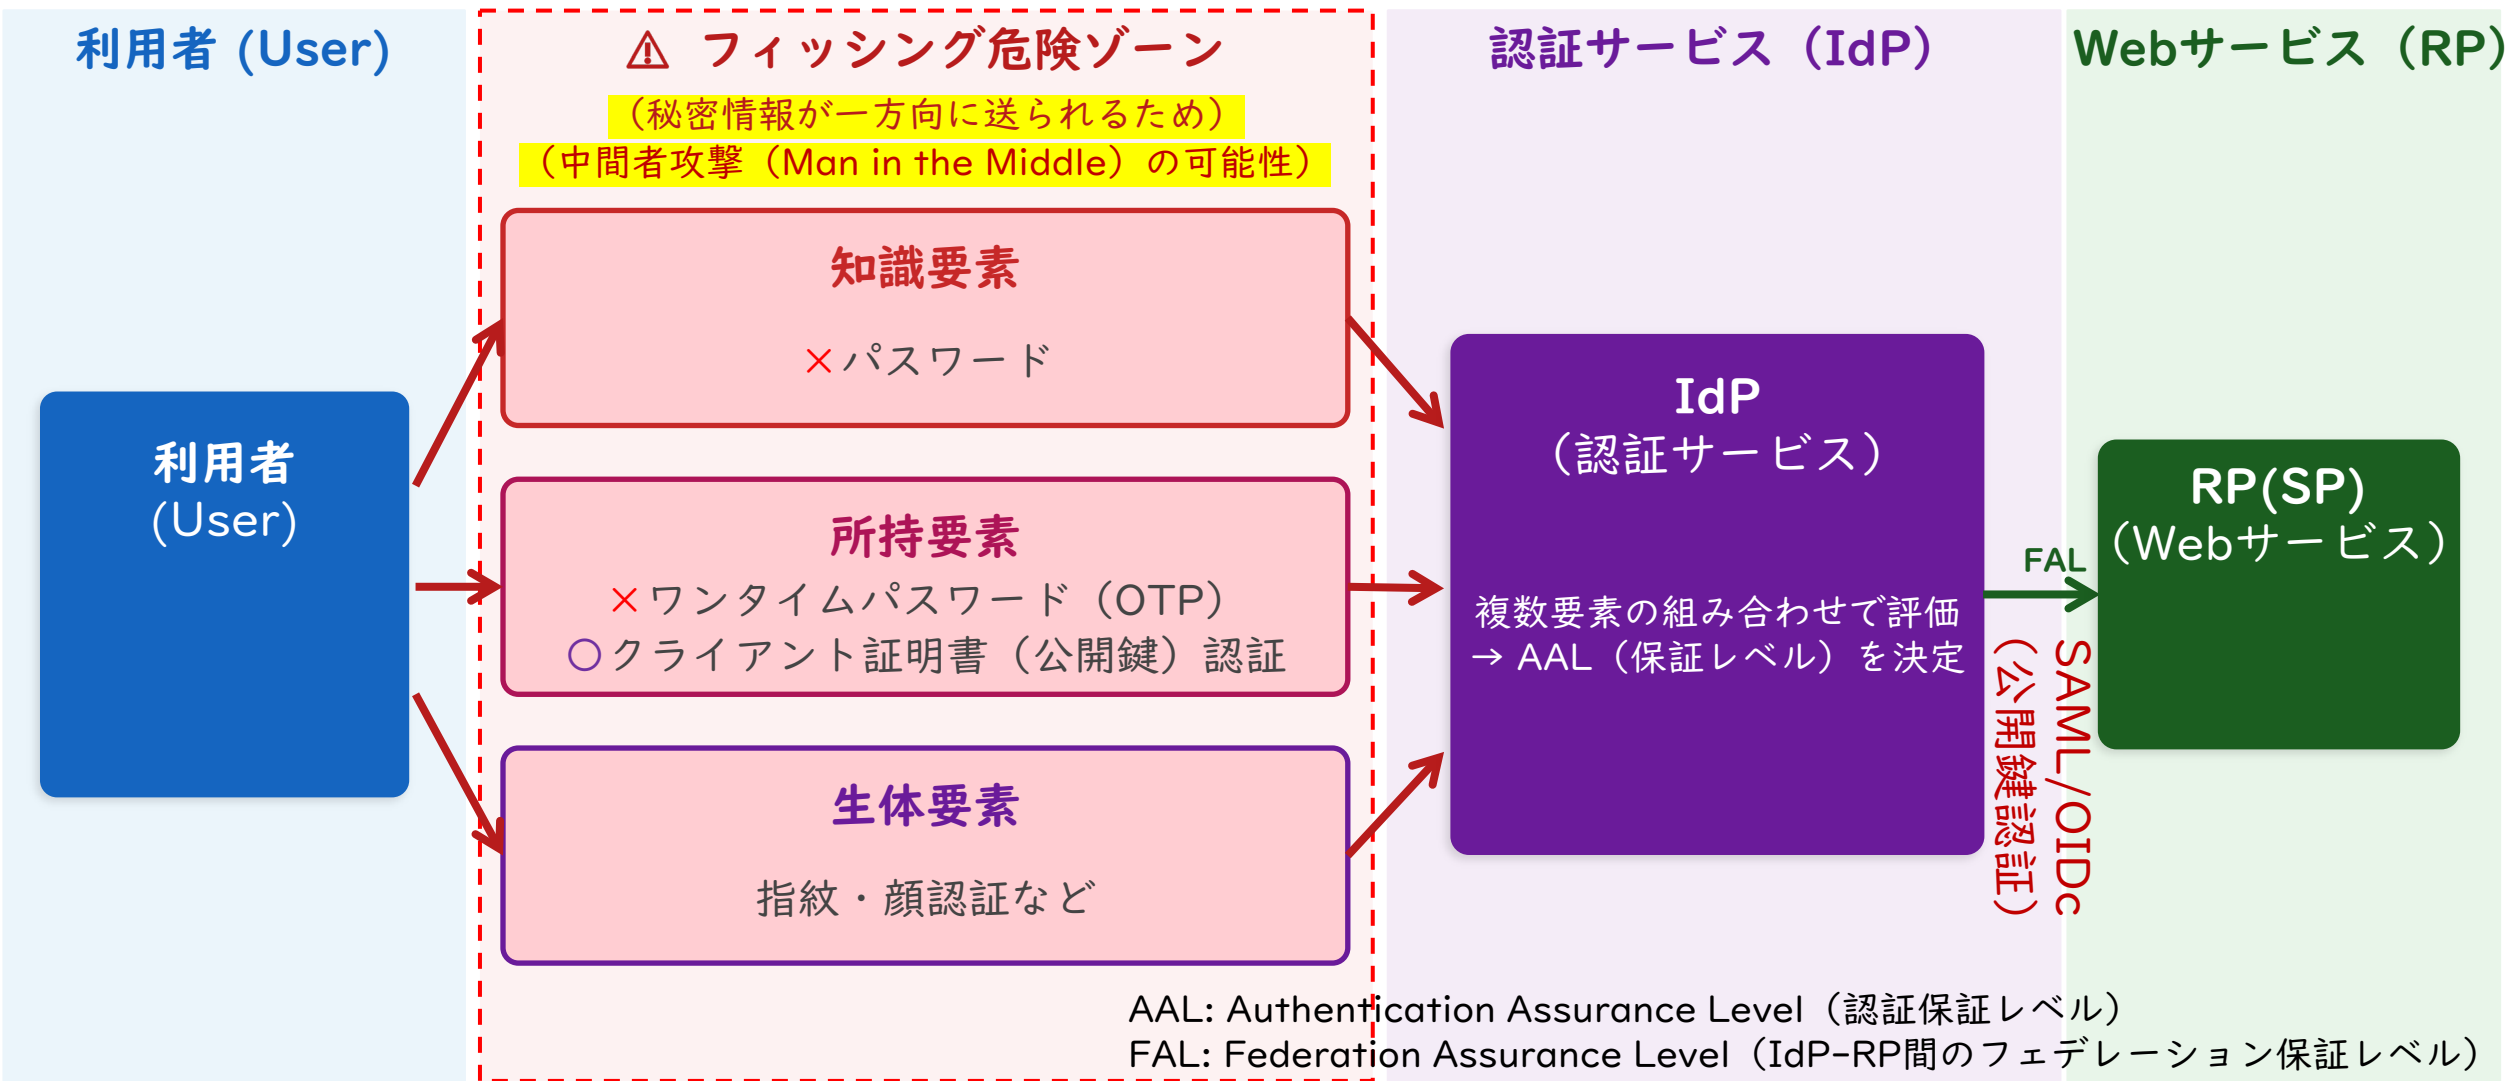 利用者 (User)
⚠ フィッシング危険ゾーン
（秘密情報が一方向に送られるため）
（中間者攻撃（Man in the Middle）の可能性）
認証サービス（IdP）
Webサービス（RP）
利用者
(User)
知識要素
×パスワード
所持要素
×ワンタイムパスワード（OTP）
○クライアント証明書（公開鍵）認証
生体要素
指紋・顔認証など
IdP
（認証サービス）
複数要素の組み合わせで評価
→ AAL（保証レベル）を決定
FAL
SAML/OIDc
（公開鍵認証）
RP(SP)
（Webサービス）
AAL: Authentication Assurance Level（認証保証レベル）
FAL: Federation Assurance Level（IdP-RP間のフェデレーション保証レベル）